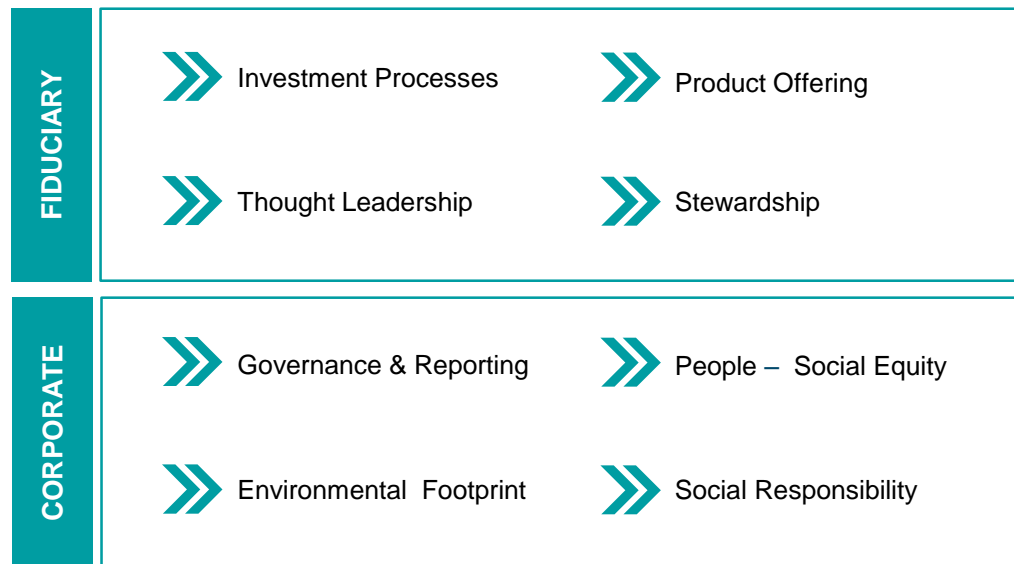 FIDUCIARY
Investment Processes
Product Offering
Thought Leadership
Stewardship
CORPORATE
Governance & Reporting
People – Social Equity
Environmental Footprint
Social Responsibility